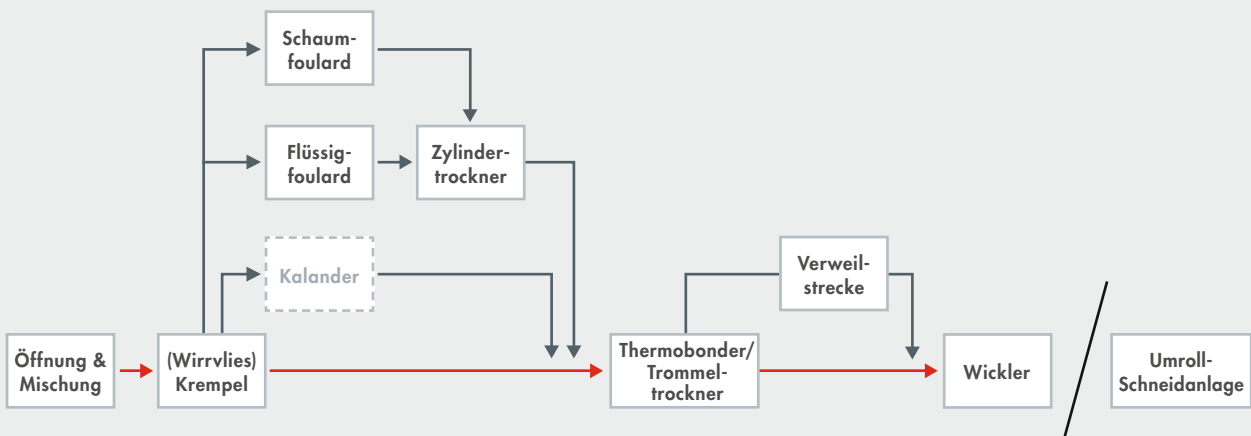 Schaum-
foulard
Flüssig-
foulard
Zylinder-
trockner
Kalander
Verweil-
strecke
Öffnung &
Mischung
(Wirrvlies)
Krempel
Thermobonder/
Trommel-
trockner
Wickler
Umroll-
Schneidanlage